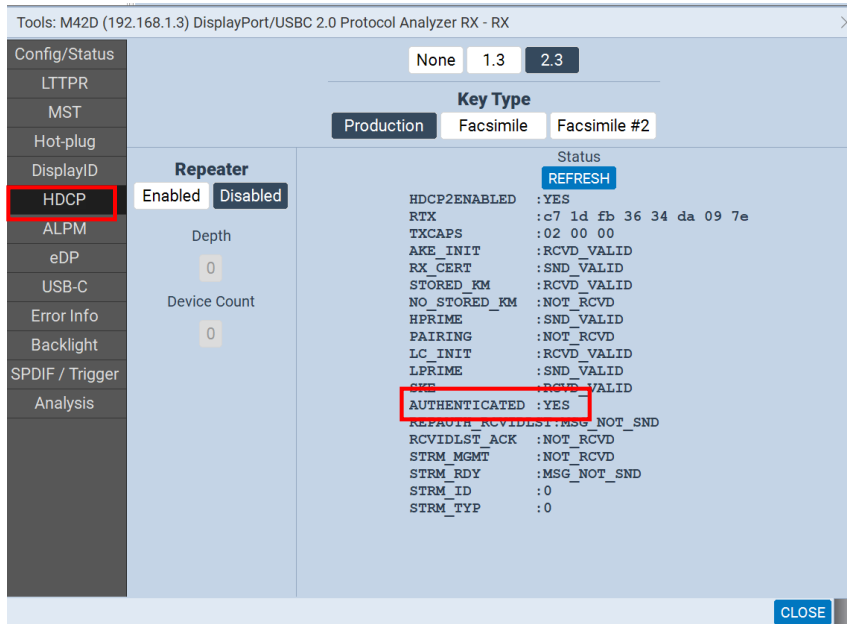 Tools: M42D (192.168.1.3) DisplayPort/USBC 2.0 Protocol Analyzer RX - RX
Config/Status
LTTPR
MST
Hot-plug
DisplayID
HDCP
ALPM
eDP
USB-C
Error Info
Backlight
SPDIF / Trigger
Analysis
None 1.3 2.3
Key Type
Production Facsimile Facsimile #2
Repeater
Enabled Disabled
Depth
0
Device Count
0
Status
REFRESH
HDCP2ENABLED :YES
RTX :c7 1d fb 36 34 da 09 7e
TXCAPS :02 00 00
AKE_INIT :RCVD_VALID
RX_CERT :SND_VALID
STORED_KM :RCVD_VALID
NO_STORED_KM :NOT_RCVD
HPRIME :SND_VALID
PAIRING :NOT_RCVD
LC_INIT :RCVD_VALID
LPRIME :SND_VALID
SKE :RCVD_VALID
AUTHENTICATED :YES
REPAUTH_RCVIDLST:MSG_NOT_SND
RCVIDLST_ACK :NOT_RCVD
STRM_MGMT :NOT_RCVD
STRM_RDY :MSG_NOT_SND
STRM_ID :0
STRM_TYP :0
CLOSE